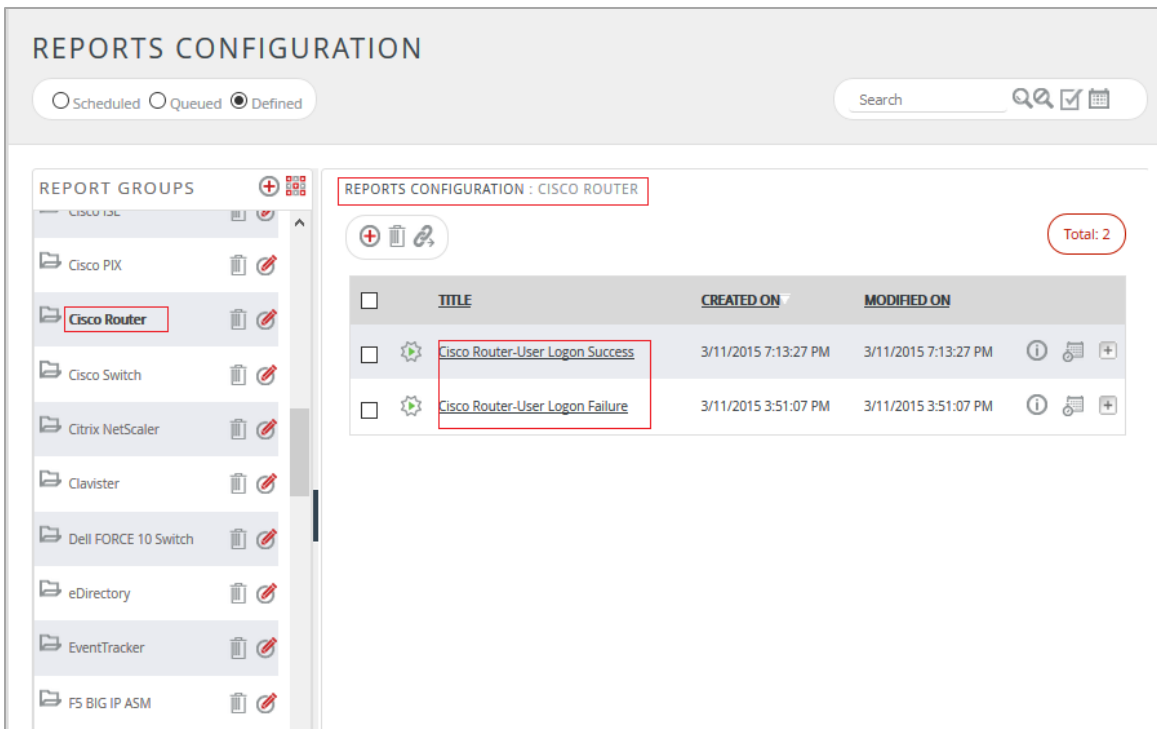 REPORTS CONFIGURATION
Scheduled Queued Defined
Search
REPORT GROUPS
Cisco ISE
Cisco PIX
Cisco Router
Cisco Switch
Citrix NetScaler
Clavister
Dell FORCE 10 Switch
eDirectory
EventTracker
F5 BIG IP ASM
REPORTS CONFIGURATION : CISCO ROUTER
Total: 2
TITLE CREATED ON MODIFIED ON
Cisco Router-User Logon Success 3/11/2015 7:13:27 PM 3/11/2015 7:13:27 PM
Cisco Router-User Logon Failure 3/11/2015 3:51:07 PM 3/11/2015 3:51:07 PM